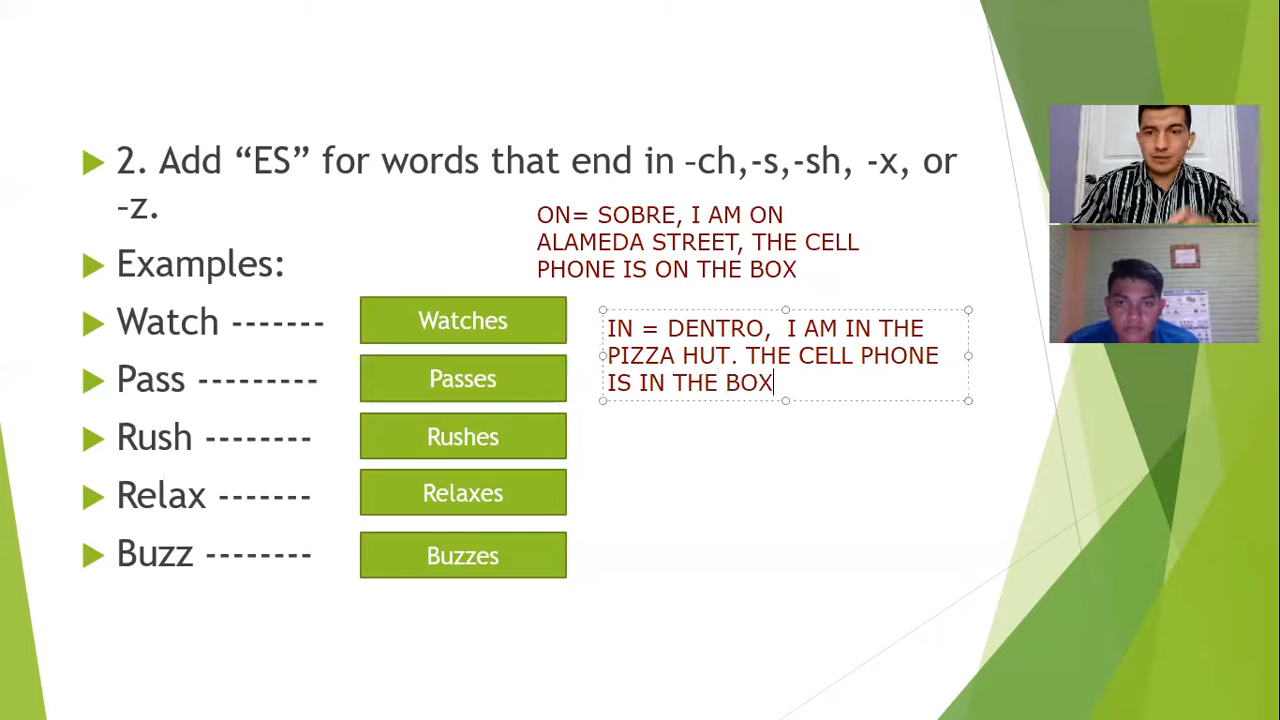 2. Add “ES” for words that end in –ch,-s,-sh, -x, or
–z.
ON= SOBRE, I AM ON
ALAMEDA STREET, THE CELL
PHONE IS ON THE BOX
Examples:
Watch -------
Watches
IN = DENTRO,  I AM IN THE
PIZZA HUT. THE CELL PHONE
IS IN THE BOX
Pass ---------
Passes
Rush --------
Rushes
Relax -------
Relaxes
Buzz --------
Buzzes